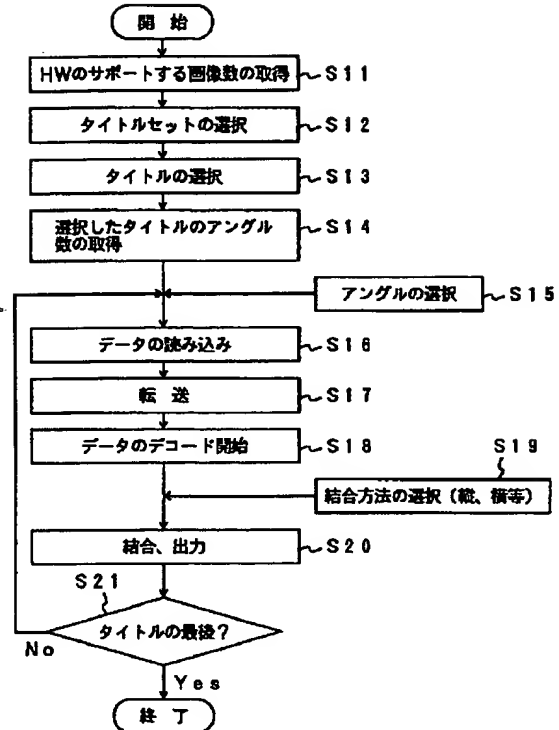 開 始
HWのサポートする画像数の取得 S11
タイトルセットの選択 S12
タイトルの選択 S13
選択したタイトルのアングル
数の取得 S14
アングルの選択 S15
データの読み込み S16
転 送 S17
データのデコード開始 S18
S19
結合方法の選択（縦、横等）
結合、出力 S20
S21
タイトルの最後？
No
Yes
終 了